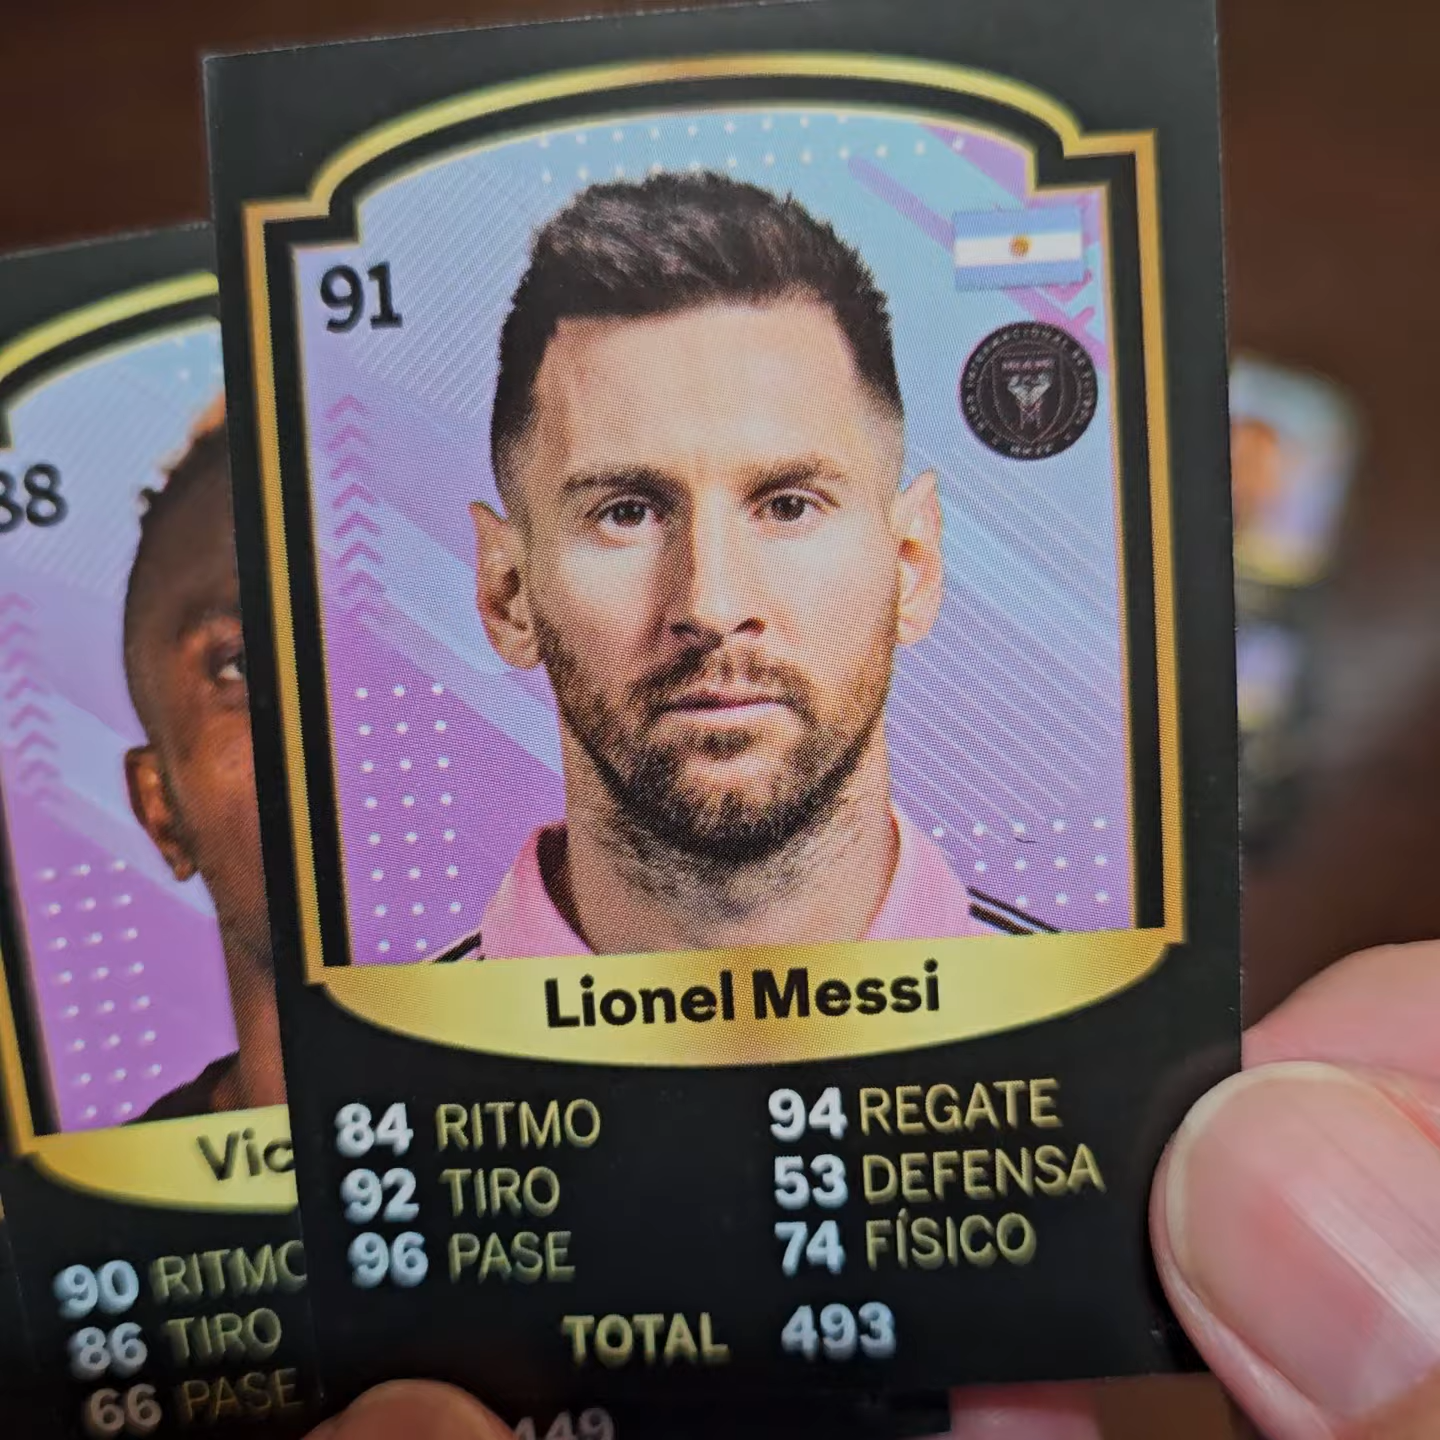 91
Lionel Messi
84 RITMO
92 TIRO
96 PASE
94 REGATE
53 DEFENSA
74 FÍSICO
TOTAL 493
88
Vic
90 RITMO
86 TIRO
66 PASE
449